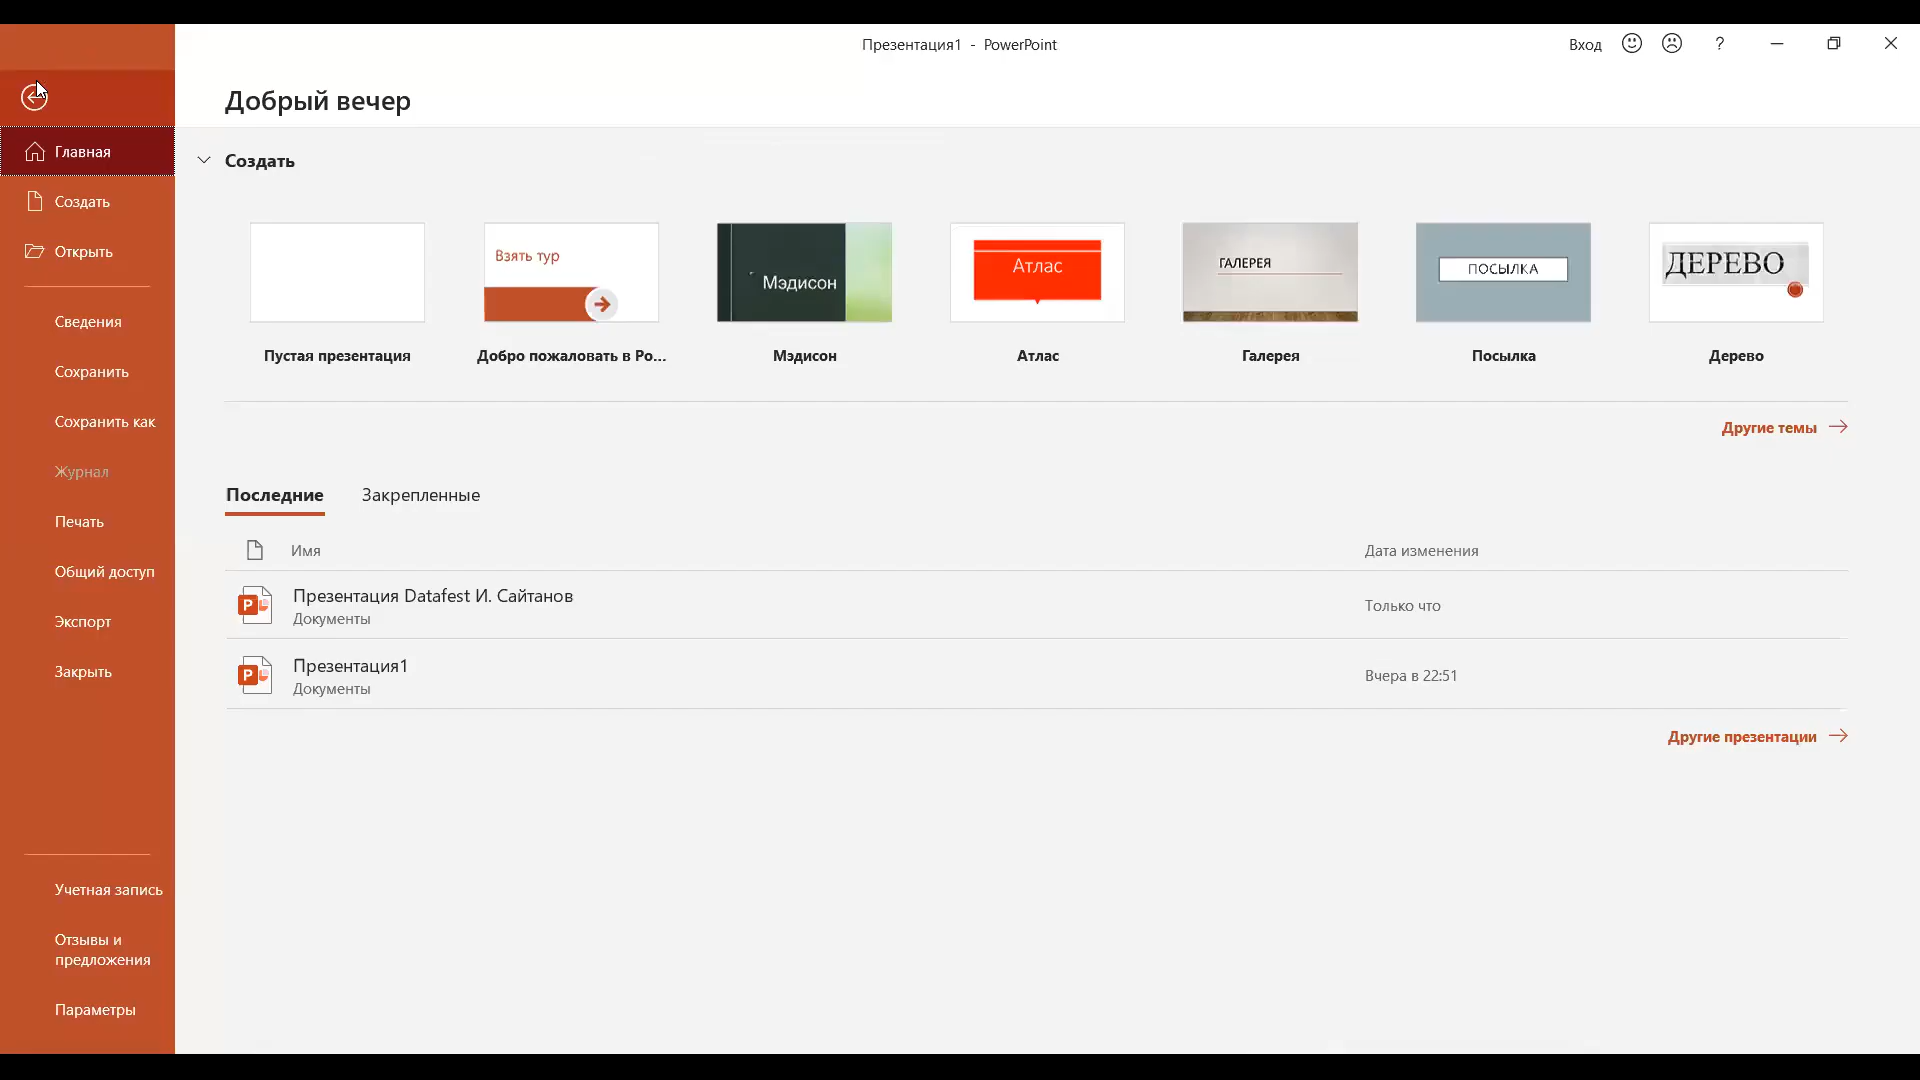 Презентация1 - PowerPoint
Вход
?
Добрый вечер
Главная
Создать
Открыть
Сведения
Сохранить
Сохранить как
Журнал
Печать
Общий доступ
Экспорт
Закрыть
Учетная запись
Отзывы и
предложения
Параметры
Создать
Взять тур
Мэдисон
Атлас
ГАЛЕРЕЯ
ПОСЫЛКА
ДЕРЕВО
Пустая презентация
Добро пожаловать в Po...
Мэдисон
Атлас
Галерея
Посылка
Дерево
Другие темы
Последние
Закрепленные
Имя
Дата изменения
P
Презентация Datafest И. Сайтанов
Документы
Только что
P
Презентация1
Документы
Вчера в 22:51
Другие презентации